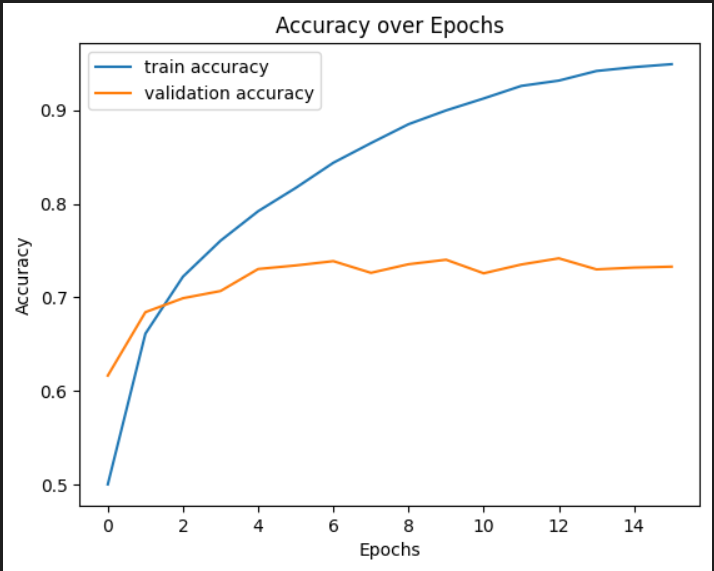 Accuracy over Epochs
train accuracy
validation accuracy
0.9
0.8
0.7
0.6
0.5
Accuracy
0 2 4 6 8 10 12 14
Epochs